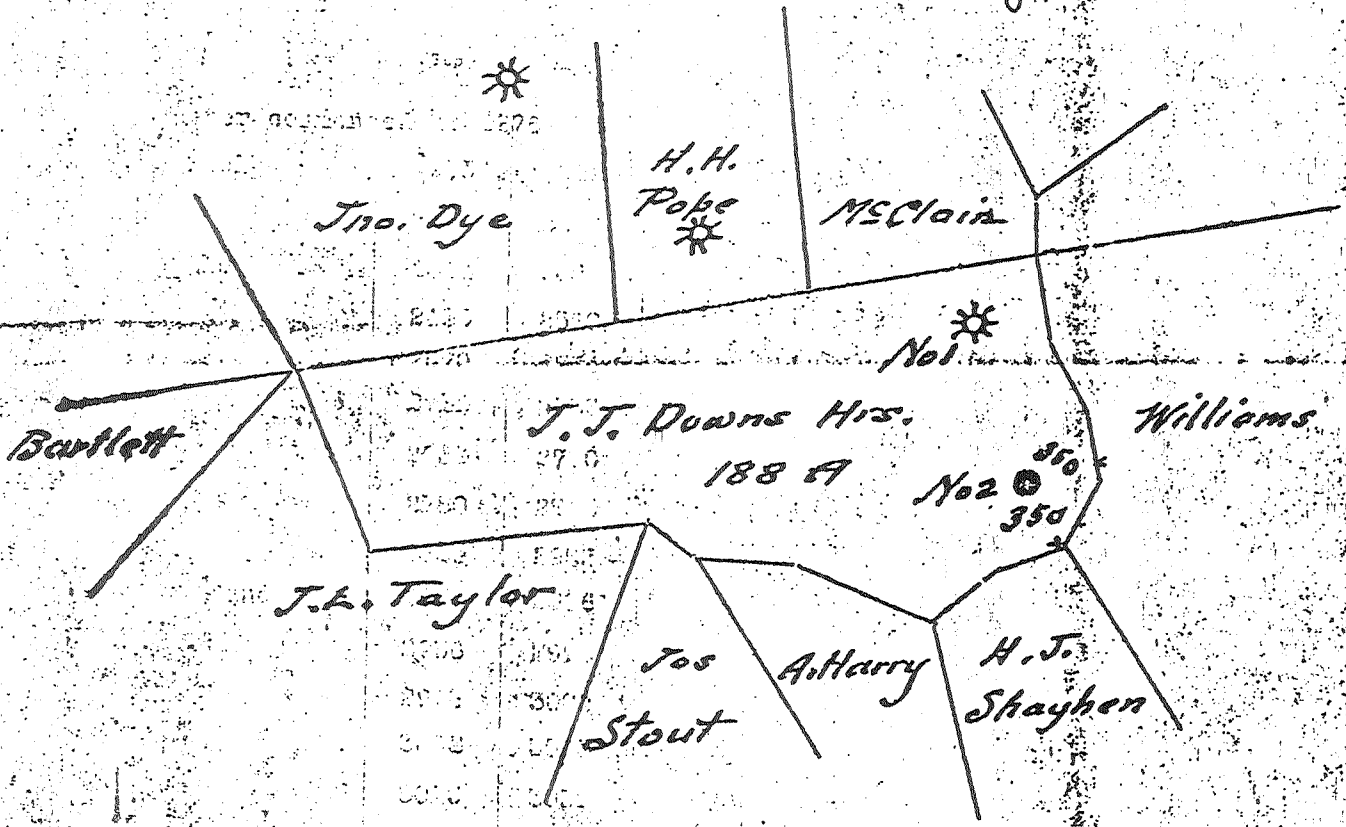 Jno. Dye
H.H.
Pope
McClain
No1
Bartlett
J.J. Downs Hrs.
188 A
Williams
No2
350
350
J.L. Taylor
Jos
Stout
A. Harry
H.J.
Shayhen